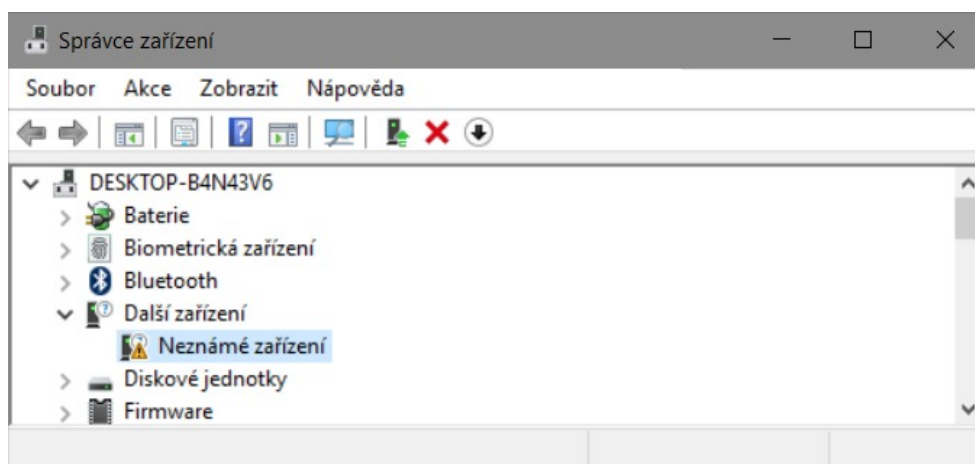 Správce zařízení
Soubor Akce Zobrazit Nápověda
DESKTOP-B4N43V6
Baterie
Biometrická zařízení
Bluetooth
Další zařízení
Neznámé zařízení
Diskové jednotky
Firmware